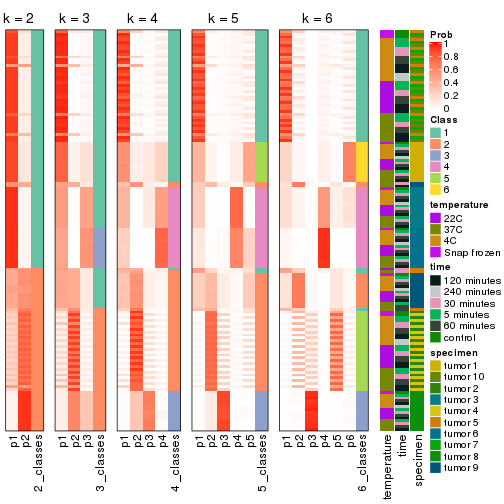 k = 2 k = 3 k = 4 k = 5 k = 6
p1 p2 2_classes
p1 p2 p3 3_classes
p1 p2 p3 p4 4_classes
p1 p2 p3 p4 p5 5_classes
p1 p2 p3 p4 p5 p6 6_classes
temperature time specimen
Prob
1
0.8
0.6
0.4
0.2
0
Class
1
2
3
4
5
6
temperature
22C
37C
4C
Snap frozen
time
120 minutes
240 minutes
30 minutes
5 minutes
60 minutes
control
specimen
tumor 1
tumor 10
tumor 2
tumor 3
tumor 4
tumor 5
tumor 6
tumor 7
tumor 8
tumor 9